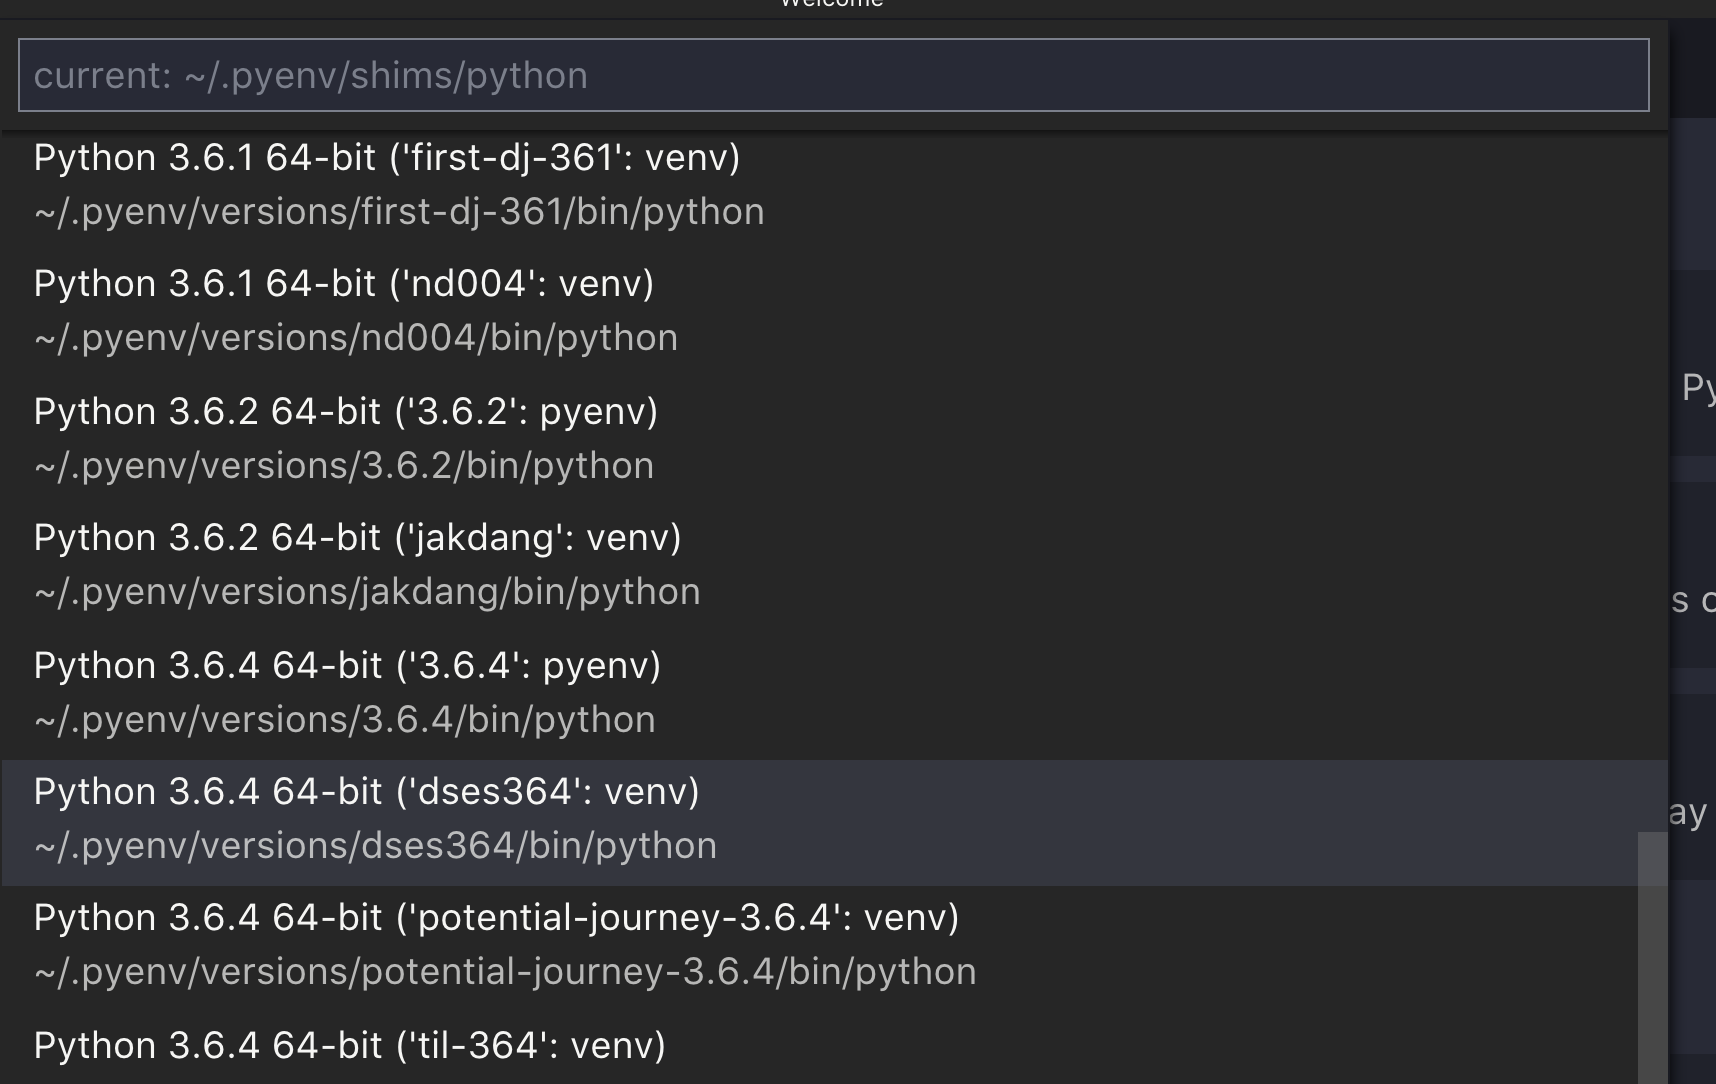 Welcome
current: ~/.pyenv/shims/python
Python 3.6.1 64-bit ('first-dj-361': venv)
~/.pyenv/versions/first-dj-361/bin/python
Python 3.6.1 64-bit ('nd004': venv)
~/.pyenv/versions/nd004/bin/python
Python 3.6.2 64-bit ('3.6.2': pyenv)
~/.pyenv/versions/3.6.2/bin/python
Python 3.6.2 64-bit ('jakdang': venv)
~/.pyenv/versions/jakdang/bin/python
Python 3.6.4 64-bit ('3.6.4': pyenv)
~/.pyenv/versions/3.6.4/bin/python
Python 3.6.4 64-bit ('dses364': venv)
~/.pyenv/versions/dses364/bin/python
Python 3.6.4 64-bit ('potential-journey-3.6.4': venv)
~/.pyenv/versions/potential-journey-3.6.4/bin/python
Python 3.6.4 64-bit ('til-364': venv)